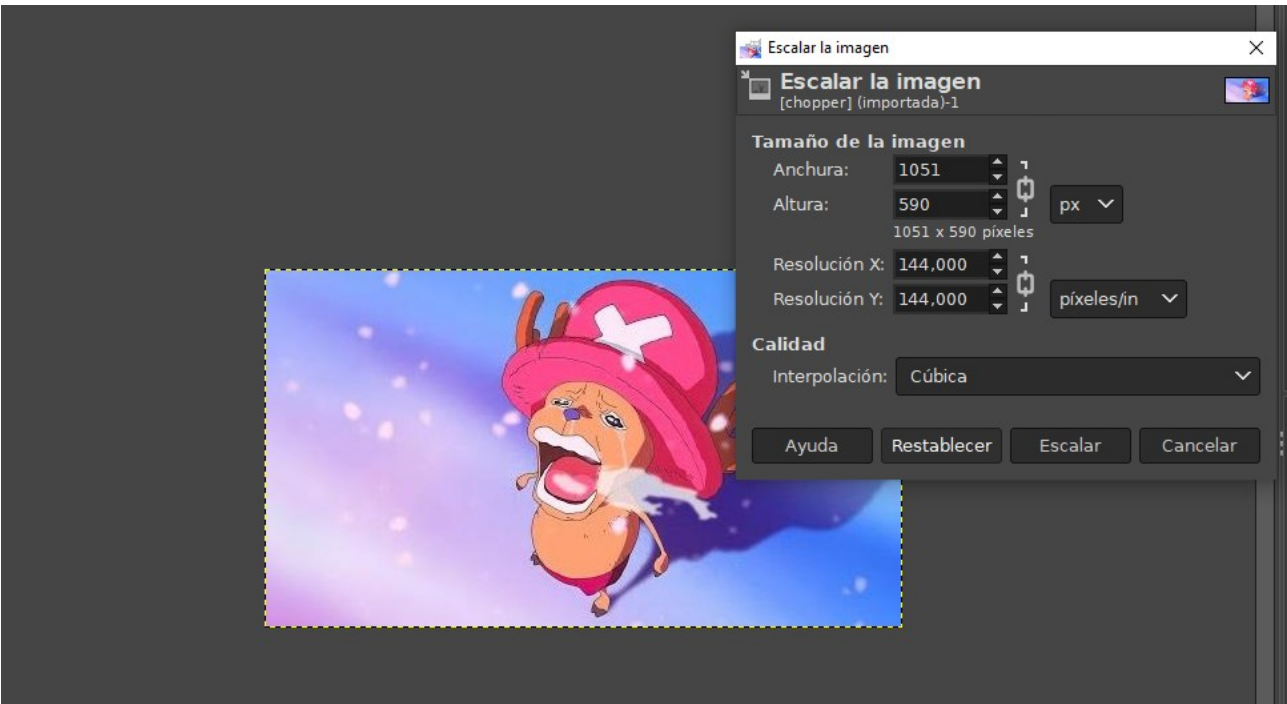 Escalar la imagen
Escalar la imagen
[chopper] (importada)-1
Tamaño de la imagen
Anchura: 1051
Altura: 590 px
1051 x 590 píxeles
Resolución X: 144,000
Resolución Y: 144,000 píxeles/in
Calidad
Interpolación: Cúbica
Ayuda Restablecer Escalar Cancelar